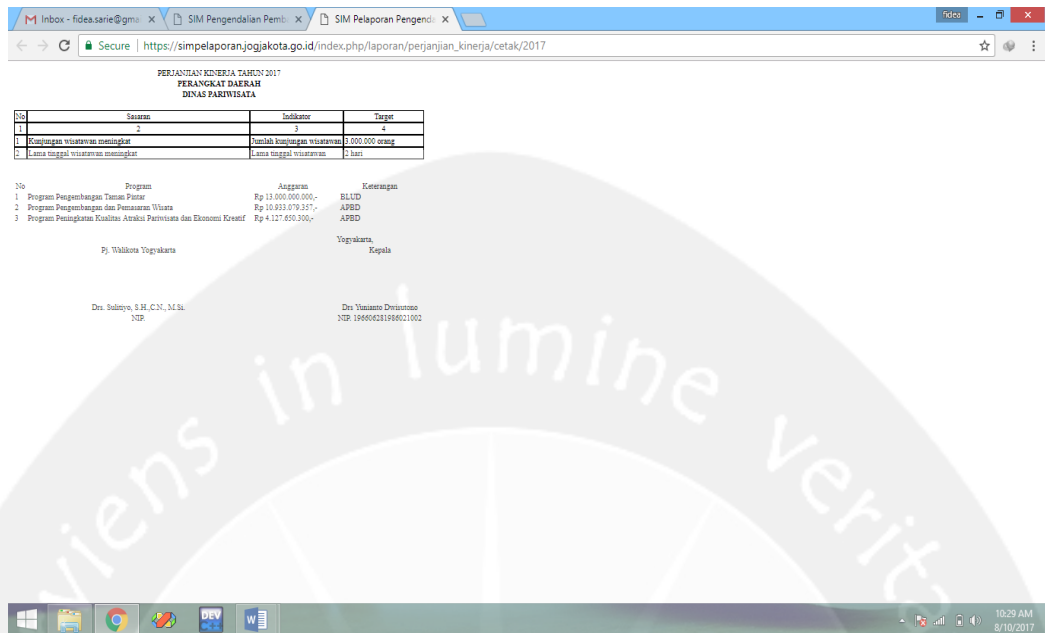 Inbox - fidea.sarie@gma
SIM Pengendalian Pemb
SIM Pelaporan Pengenda
fidea
Secure
https://simpelaporan.jogjakota.go.id/index.php/laporan/perjanjian_kinerja/cetak/2017
PERJANJIAN KINERJA TAHUN 2017
PERANGKAT DAERAH
DINAS PARIWISATA
No Sasaran Indikator Target
1 2 3 4
1 Kunjungan wisatawan meningkat Jumlah kunjungan wisatawan 3.000.000 orang
2 Lama tinggal wisatawan meningkat Lama tinggal wisatawan 2 hari
No Program Anggaran Keterangan
1 Program Pengembangan Taman Pintar Rp 13.000.000.000,- BLUD
2 Program Pengembangan dan Pemasaran Wisata Rp 10.933.079.357,- APBD
3 Program Peningkatan Kualitas Atraksi Pariwisata dan Ekonomi Kreatif Rp 4.127.650.300,- APBD
Yogyakarta,
Pj. Walikota Yogyakarta Kepala
Drs. Sulitiyo, S.H.,C.N., M.Si. Drs Yunianto Dwisutono
NIP. NIP. 196606281986021002
viens in lumine verita
DEV
C++
W
10:29 AM
8/10/2017